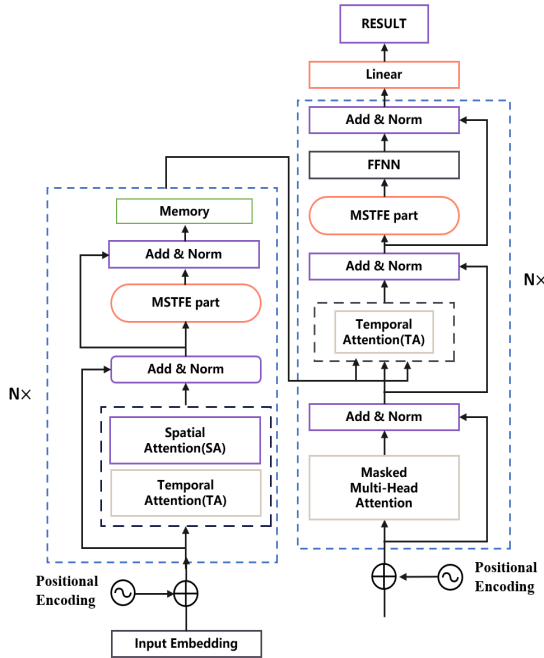 RESULT
Linear
Add & Norm
FFNN
MSTFE part
Add & Norm
Temporal
Attention(TA)
Add & Norm
Masked
Multi-Head
Attention
N×
Positional
Encoding
Memory
Add & Norm
MSTFE part
Add & Norm
Spatial
Attention(SA)
Temporal
Attention(TA)
N×
Positional
Encoding
Input Embedding